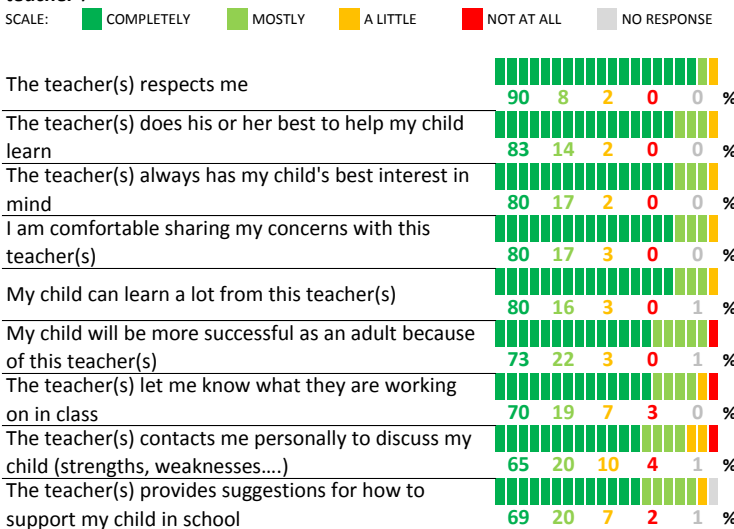 teacher?
SCALE: COMPLETELY MOSTLY A LITTLE NOT AT ALL NO RESPONSE
The teacher(s) respects me
90 8 2 0 0 %
The teacher(s) does his or her best to help my child
learn
83 14 2 0 0 %
The teacher(s) always has my child's best interest in
mind
80 17 2 0 0 %
I am comfortable sharing my concerns with this
teacher(s)
80 17 3 0 0 %
My child can learn a lot from this teacher(s)
80 16 3 0 1 %
My child will be more successful as an adult because
of this teacher(s)
73 22 3 0 1 %
The teacher(s) let me know what they are working
on in class
70 19 7 3 0 %
The teacher(s) contacts me personally to discuss my
child (strengths, weaknesses....)
65 20 10 4 1 %
The teacher(s) provides suggestions for how to
support my child in school
69 20 7 2 1 %